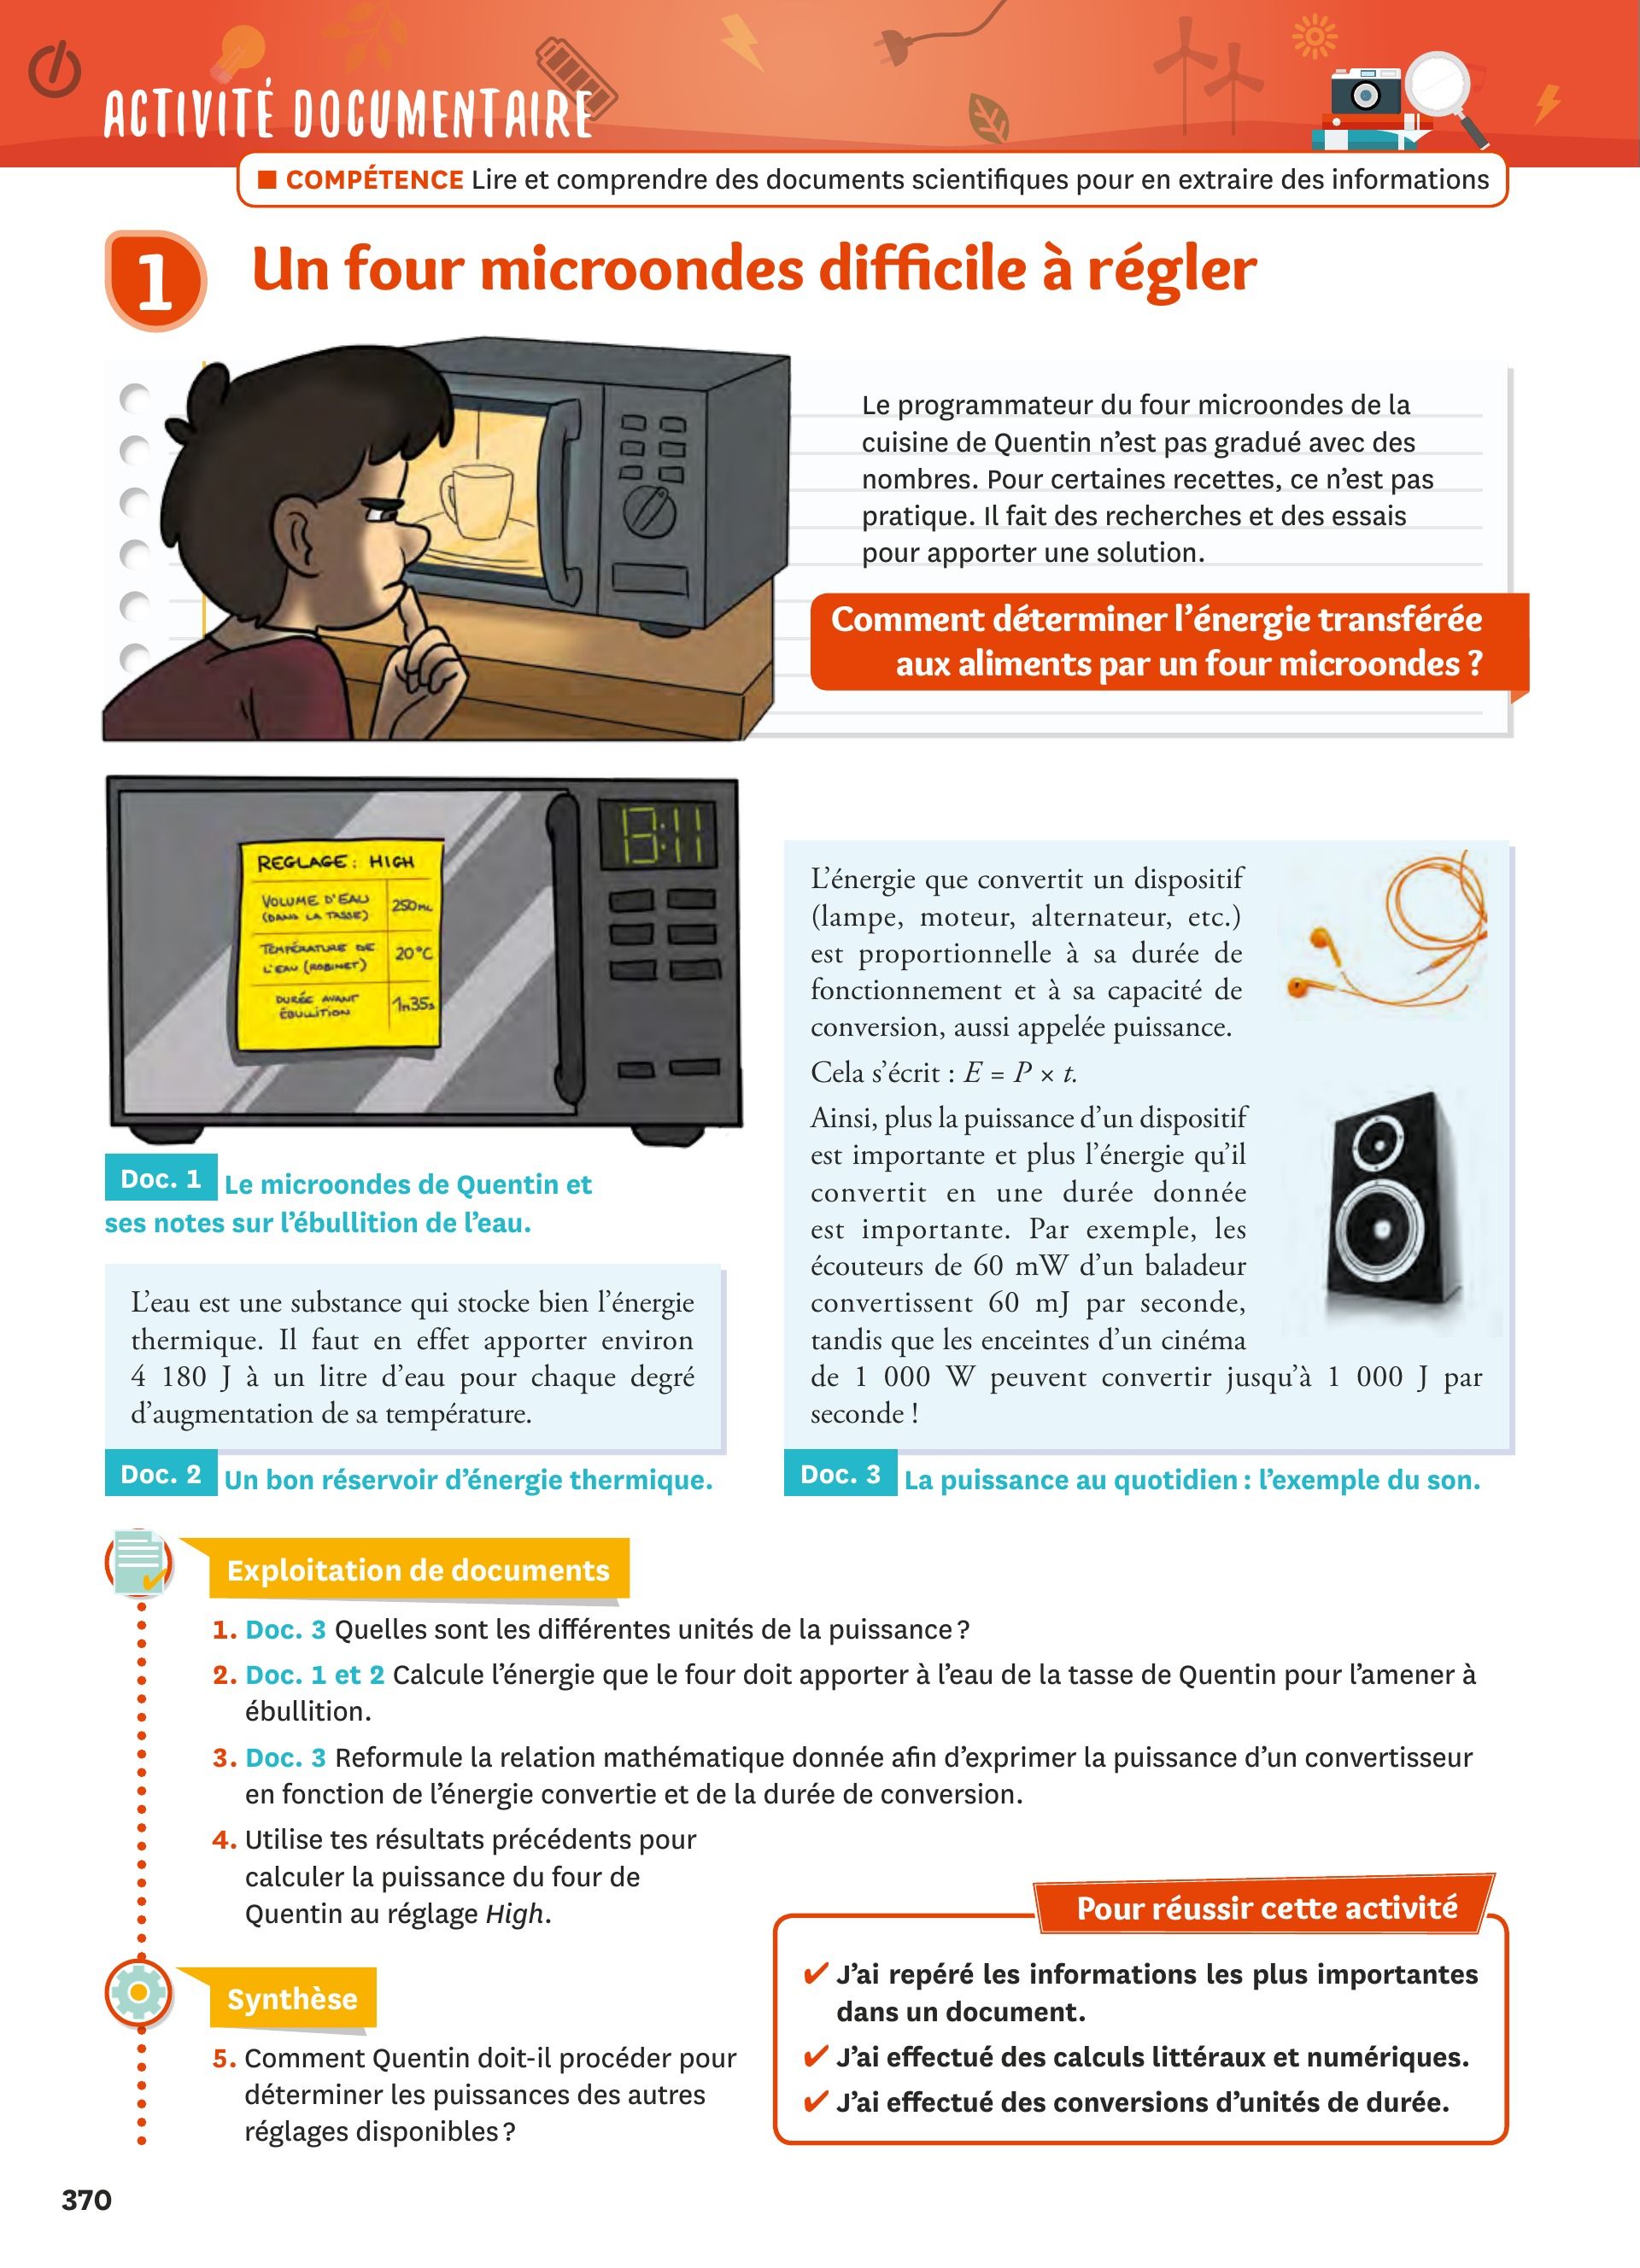 ACTIVITÉ DOCUMENTAIRE
■ COMPÉTENCE Lire et comprendre des documents scientifiques pour en extraire des informations
1 Un four microondes difficile à régler
Le programmateur du four microondes de la
cuisine de Quentin n'est pas gradué avec des
nombres. Pour certaines recettes, ce n'est pas
pratique. Il fait des recherches et des essais
pour apporter une solution.
Comment déterminer l'énergie transférée
aux aliments par un four microondes ?
13:11
REGLAGE : HIGH
VOLUME D'EAU
(DANS LA TASSE)
250mL
TEMPÉRATURE DE
L'EAU (ROBINET)
20°C
DURÉE AVANT
ÉBULLITION
1m35s
Doc. 1 Le microondes de Quentin et
ses notes sur l'ébullition de l'eau.
L'eau est une substance qui stocke bien l'énergie
thermique. Il faut en effet apporter environ
4 180 J à un litre d'eau pour chaque degré
d'augmentation de sa température.
Doc. 2 Un bon réservoir d'énergie thermique.
L'énergie que convertit un dispositif
(lampe, moteur, alternateur, etc.)
est proportionnelle à sa durée de
fonctionnement et à sa capacité de
conversion, aussi appelée puissance.
Cela s'écrit : E = P × t.
Ainsi, plus la puissance d'un dispositif
est importante et plus l'énergie qu'il
convertit en une durée donnée
est importante. Par exemple, les
écouteurs de 60 mW d'un baladeur
convertissent 60 mJ par seconde,
tandis que les enceintes d'un cinéma
de 1 000 W peuvent convertir jusqu'à 1 000 J par
seconde !
Doc. 3 La puissance au quotidien : l'exemple du son.
Exploitation de documents
1. Doc. 3 Quelles sont les différentes unités de la puissance ?
2. Doc. 1 et 2 Calcule l'énergie que le four doit apporter à l'eau de la tasse de Quentin pour l'amener à
ébullition.
3. Doc. 3 Reformule la relation mathématique donnée afin d'exprimer la puissance d'un convertisseur
en fonction de l'énergie convertie et de la durée de conversion.
4. Utilise tes résultats précédents pour
calculer la puissance du four de
Quentin au réglage High.
Synthèse
5. Comment Quentin doit-il procéder pour
déterminer les puissances des autres
réglages disponibles ?
Pour réussir cette activité
✔ J'ai repéré les informations les plus importantes
dans un document.
✔ J'ai effectué des calculs littéraux et numériques.
✔ J'ai effectué des conversions d'unités de durée.
370